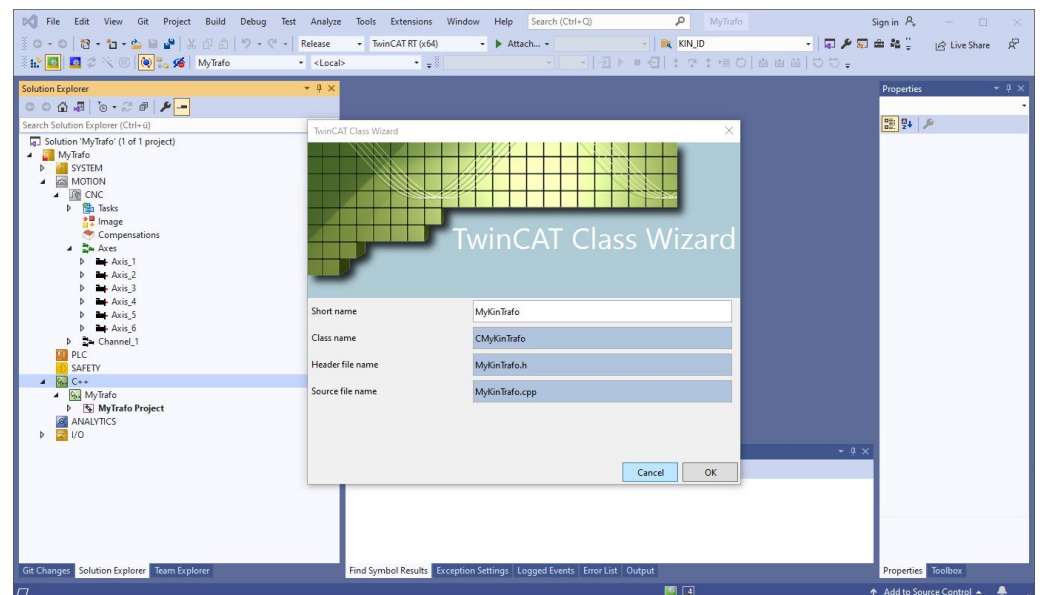 File Edit View Git Project Build Debug Test Analyze Tools Extensions Window Help Search (Ctrl+Q) MyTrafo Sign in
Release TwinCAT RT (x64) Attach... KIN_ID Live Share
MyTrafo <Local>
Solution Explorer
Search Solution Explorer (Ctrl+ü)
Solution 'MyTrafo' (1 of 1 project)
MyTrafo
SYSTEM
MOTION
CNC
Tasks
Image
Compensations
Axes
Axis_1
Axis_2
Axis_3
Axis_4
Axis_5
Axis_6
Channel_1
PLC
SAFETY
C++
MyTrafo
MyTrafo Project
ANALYTICS
I/O
TwinCAT Class Wizard
TwinCAT Class Wizard
Short name MyKinTrafo
Class name CMyKinTrafo
Header file name MyKinTrafo.h
Source file name MyKinTrafo.cpp
Cancel OK
Properties
Git Changes Solution Explorer Team Explorer
Find Symbol Results Exception Settings Logged Events Error List Output
Properties Toolbox
4 Add to Source Control